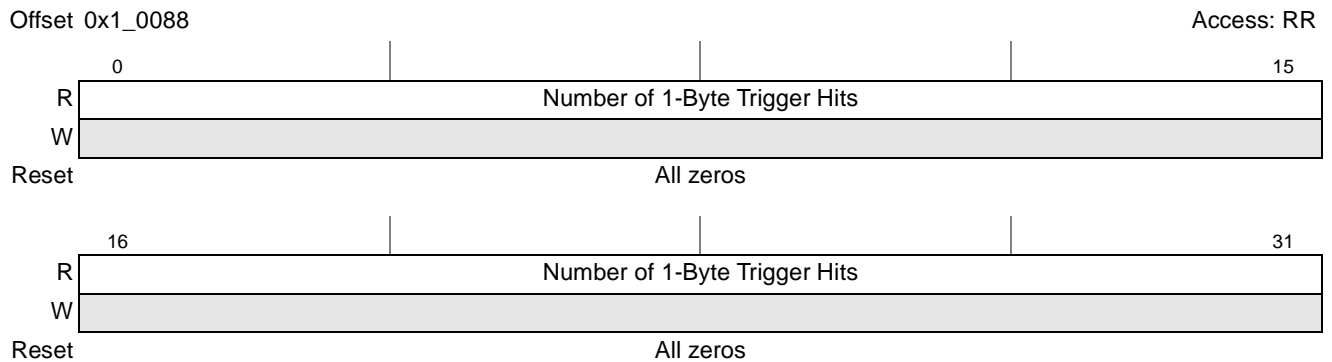 Offset 0x1_0088 Access: RR
0 15
R Number of 1-Byte Trigger Hits
W
Reset All zeros
16 31
R Number of 1-Byte Trigger Hits
W
Reset All zeros